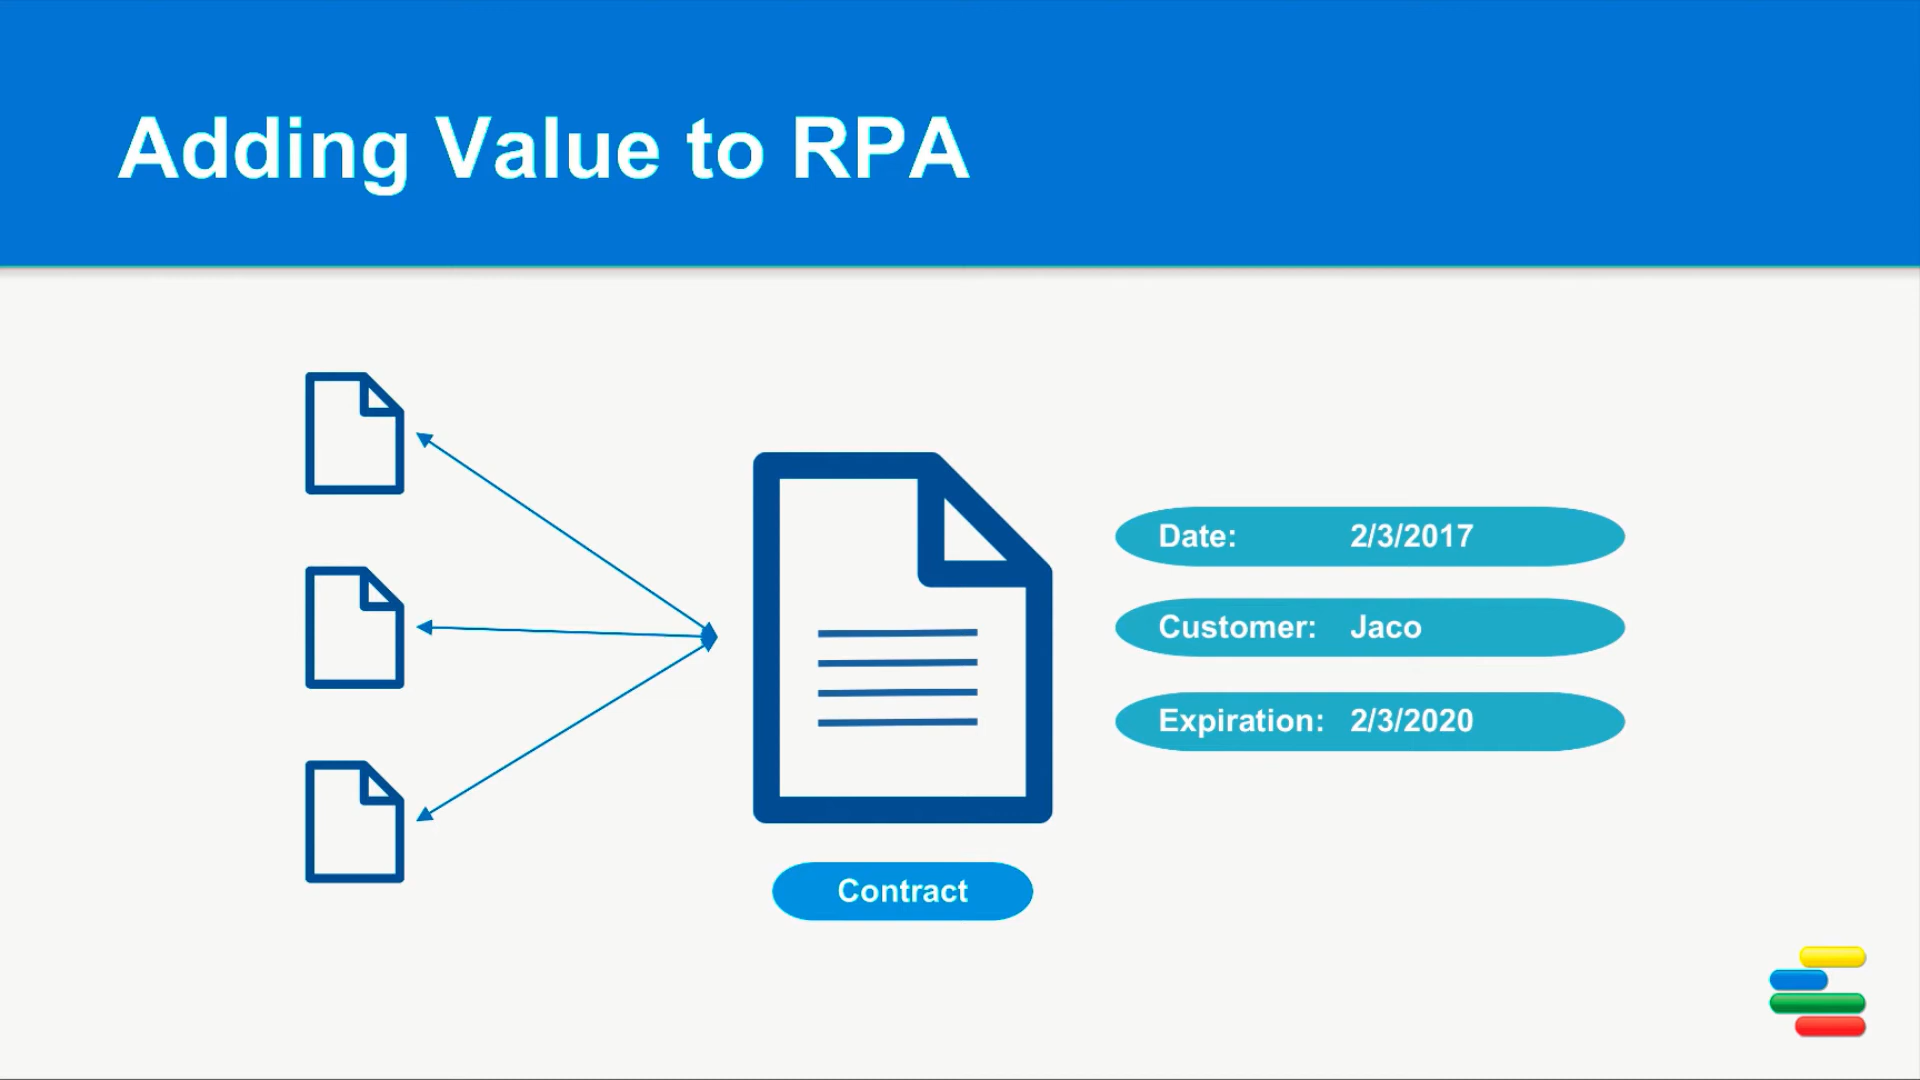 Adding Value to RPA
Date: 2/3/2017
Customer: Jaco
Expiration: 2/3/2020
Contract